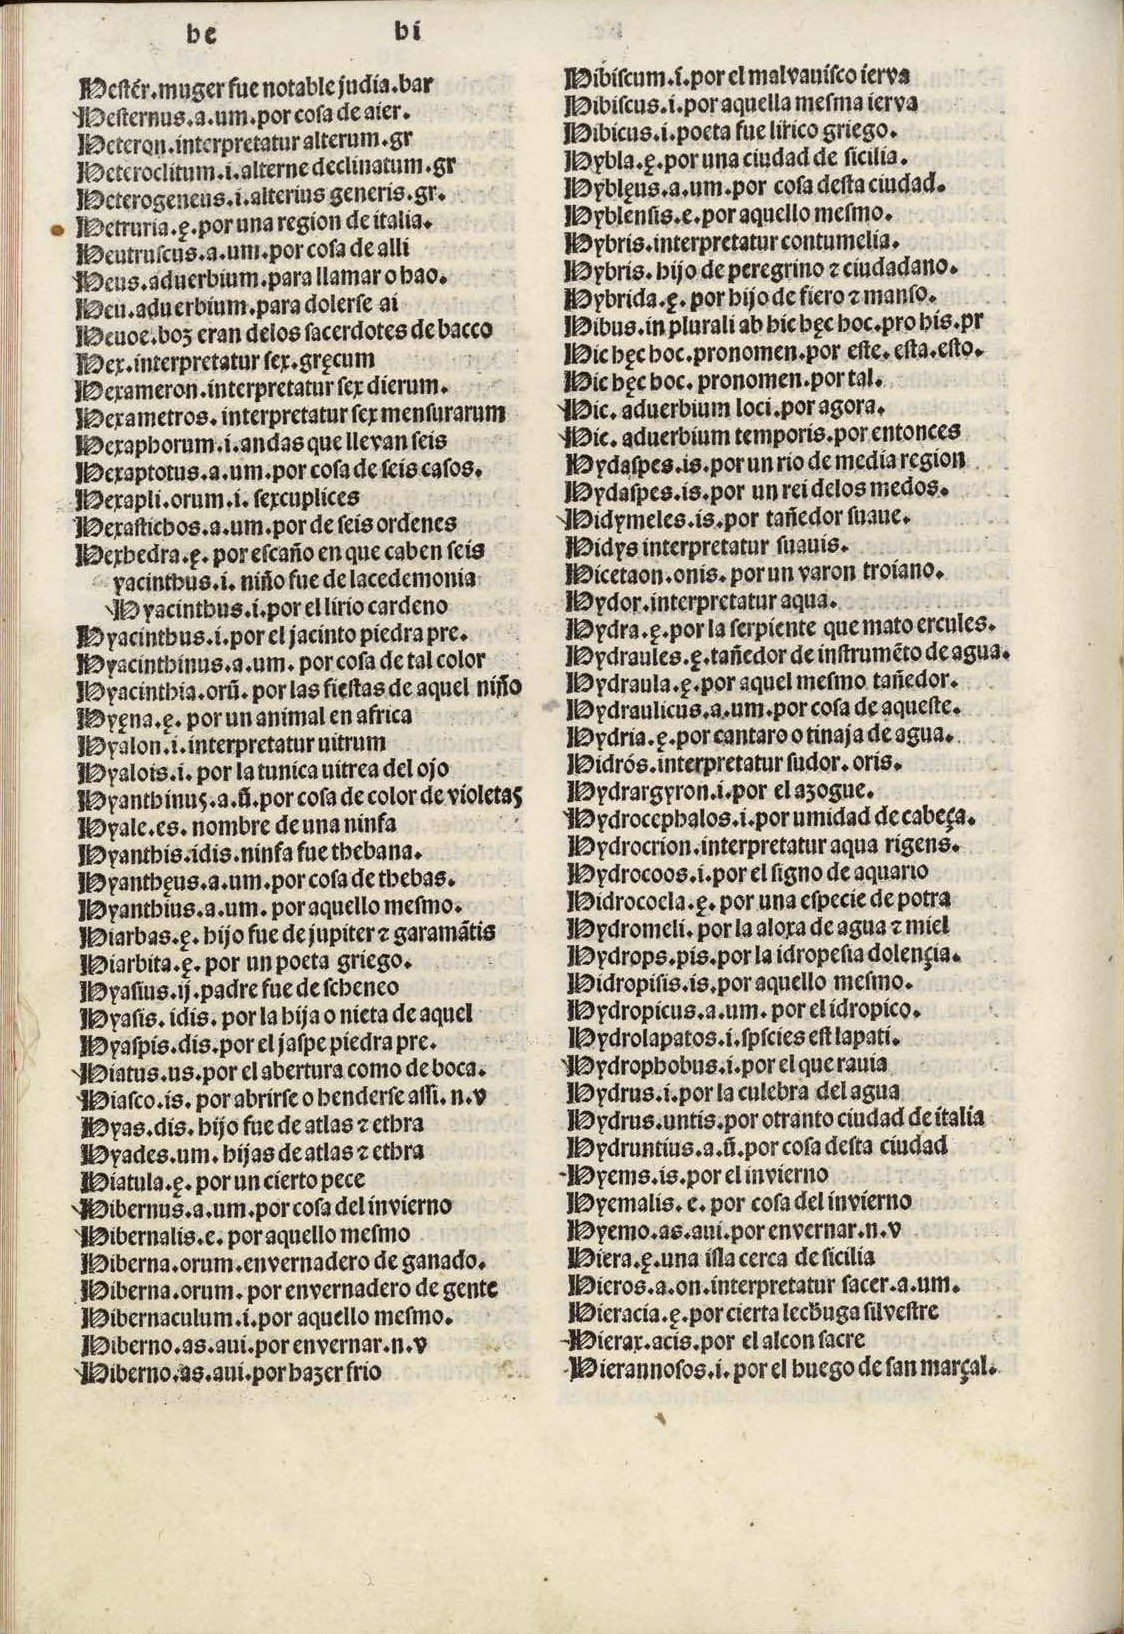 he hi
Hestér.muger fue notable judia.bar
Hesternus.a.um.por cosa de aier.
Heteron.interpretatur alterum.gr
Heteroclitum.i.alterne declinatum.gr
Heterogeneus.i.alterius generis.gr.
Hetruria.ę.por una region de italia.
Heutruscus.a.um.por cosa de alli
Heus.aduerbium.para llamar o hao.
Heu.aduerbium.para dolerse ai
Heuoe.boz eran delos sacerdotes de bacco
Hex.interpretatur sex.gręcum
Hexameron.interpretatur sex dierum.
Hexametros.interpretatur sex mensurarum
Hexaphorum.i.andas que llevan seis
Hexaptotus.a.um.por cosa de seis casos.
Hexapli.orum.i.sexcuplices
Hexastichos.a.um.por de seis ordenes
Hexhedra.ę.por escaño en que caben seis
yacinthus.i.niño fue de lacedemonia
Hyacinthus.i.por el lirio cardeno
Hyacinthus.i.por el jacinto piedra pre.
Hyacinthinus.a.um.por cosa de tal color
Hyacinthia.orũ.por las fiestas de aquel niño
Hyęna.ę.por un animal en africa
Hyalon.i.interpretatur uitrum
Hyalois.i.por la tunica uitrea del ojo
Hyanthinus.a.ũ.por cosa de color de violetas
Hyale.es.nombre de una ninfa
Hyanthis.idis.ninfa fue thebana.
Hyanthęus.a.um.por cosa de thebas.
Hyanthius.a.um.por aquello mesmo.
Hiarbas.ę.hijo fue de jupiter ⁊ garamãtis
Hiarbita.ę.por un poeta griego.
Hyasius.ij.padre fue de scheneo
Hyasis.idis.por la hija o nieta de aquel
Hyaspis.dis.por el jaspe piedra pre.
Hiatus.us.por el abertura como de boca.
Hiasco.is.por abrirse o henderse assi.n.v
Hyas.dis.hijo fue de atlas ⁊ ethra
Hyades.um.hijas de atlas ⁊ ethra
Hiatula.ę.por un cierto pece
Hibernus.a.um.por cosa del invierno
Hibernalis.e.por aquello mesmo
Hiberna.orum.envernadero de ganado.
Hiberna.orum.por envernadero de gente
Hibernaculum.i.por aquello mesmo.
Hiberno.as.aui.por envernar.n.v
Hiberno.as.aui.por hazer frio
Hibiscum.i.por el malvavisco ierva
Hibiscus.i.por aquella mesma ierva
Hibicus.i.poeta fue lirico griego.
Hybla.ę.por una ciudad de sicilia.
Hyblęus.a.um.por cosa desta ciudad.
Hyblensis.e.por aquello mesmo.
Hybris.interpretatur contumelia.
Hybris.hijo de peregrino ⁊ ciudadano.
Hybrida.ę.por hijo de fiero ⁊ manso.
Hibus.in plurali ab hic hęc hoc.pro his.pr
Hic hęc hoc.pronomen.por este.esta.esto.
Hic hęc hoc.pronomen.por tal.
Hic.aduerbium loci.por agora.
Hic.aduerbium temporis.por entonces
Hydaspes.is.por un rio de media region
Hydaspes.is.por un rei delos medos.
Hidymeles.is.por tañedor suaue.
Hidys interpretatur suauis.
Hicetaon.onis.por un varon troiano.
Hydor.interpretatur aqua.
Hydra.ę.por la serpiente que mato ercules.
Hydraules.ę.tañedor de instrumẽto de agua.
Hydraula.ę.por aquel mesmo tañedor.
Hydraulicus.a.um.por cosa de aqueste.
Hydria.ę.por cantaro o tinaja de agua.
Hidrós.interpretatur sudor.oris.
Hydrargyron.i.por el azogue.
Hydrocephalos.i.por umidad de cabeça.
Hydrocrion.interpretatur aqua rigens.
Hydrocoos.i.por el signo de aquario
Hidrocoela.ę.por una especie de potra
Hydromeli.por la aloxa de agua ⁊ miel
Hydrops.pis.por la idropesia dolençia.
Hidropisis.is.por aquello mesmo.
Hydropicus.a.um.por el idropico.
Hydrolapatos.i.spscies est lapati.
Hydrophobus.i.por el que ravia
Hydrus.i.por la culebra del agua
Hydrus.untis.por otranto ciudad de italia
Hydruntius.a.ũ.por cosa desta ciudad
Hyems.is.por el invierno
Hyemalis.e.por cosa del invierno
Hyemo.as.aui.por envernar.n.v
Hiera.ę.una isla cerca de sicilia
Hieros.a.on.interpretatur sacer.a.um.
Hieracia.ę.por cierta lechuga silvestre
Hierax.acis.por el alcon sacre
Hierannosos.i.por el huego de san marçal.